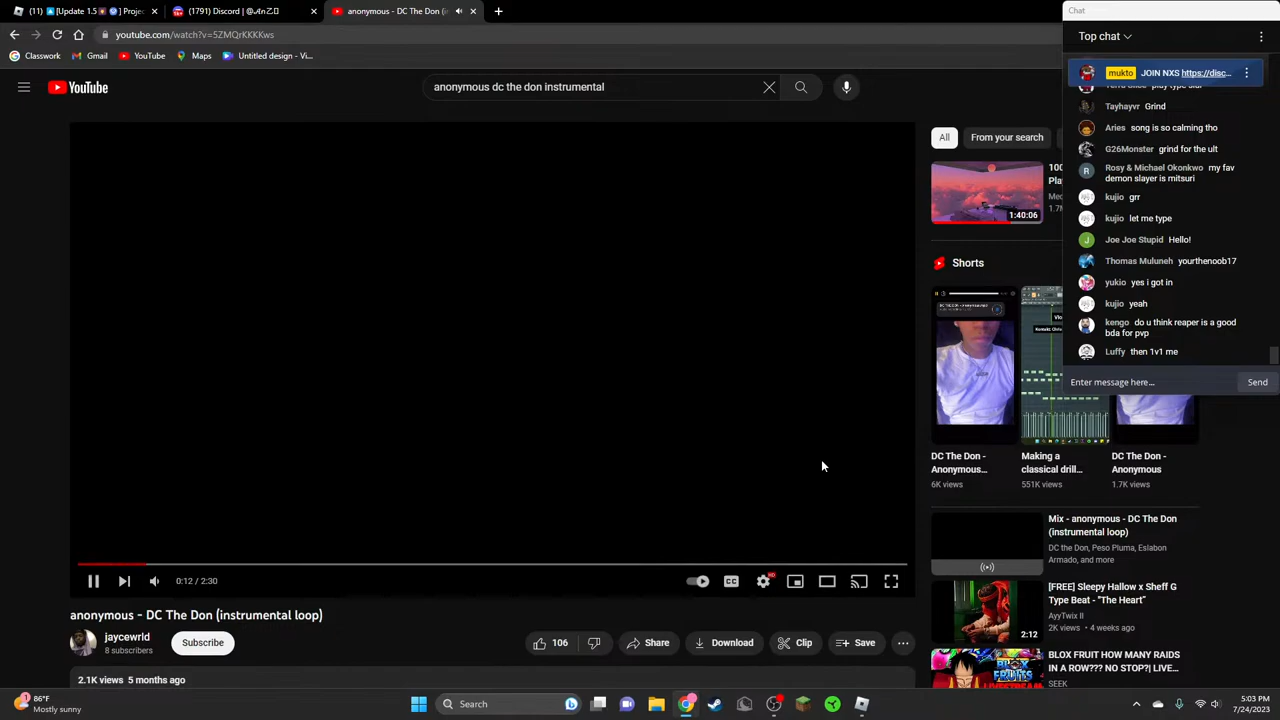 (11) [Update 1.5 ] Project
(1791) Discord |
anonymous - DC The Don (i
Chat
youtube.com/watch?v=5ZMQrKKKKws
Top chat
Classwork
Gmail
YouTube
Maps
Untitled design - Vi...
YouTube
anonymous dc the don instrumental
mukto JOIN NXS https://disc...
Tayhayvr Grind
Aries song is so calming tho
G26Monster grind for the ult
Rosy & Michael Okonkwo my fav
demon slayer is mitsuri
kujio grr
kujio let me type
Joe Joe Stupid Hello!
Thomas Muluneh yourthenoob17
yukio yes i got in
kujio yeah
kengo do u think reaper is a good
bda for pvp
Luffy then 1v1 me
Enter message here...
Send
All
From your search
1:40:06
Shorts
DC The Don -
Anonymous...
6K views
Making a
classical drill...
551K views
DC The Don -
Anonymous
1.7K views
Mix - anonymous - DC The Don
(instrumental loop)
DC the Don, Peso Pluma, Eslabon
Armado, and more
[FREE] Sleepy Hallow x Sheff G
Type Beat - "The Heart"
AyyTwix II
2K views • 4 weeks ago
2:12
BLOX FRUIT HOW MANY RAIDS
IN A ROW??? NO STOP?| LIVE...
SEEK
BLOX
FRUITS
LIVESTREAM
0:12 / 2:30
CC
HD
anonymous - DC The Don (instrumental loop)
jaycewrld
8 subscribers
Subscribe
106
Share
Download
Clip
Save
2.1K views 5 months ago
86°F
Mostly sunny
Search
5:03 PM
7/24/2023